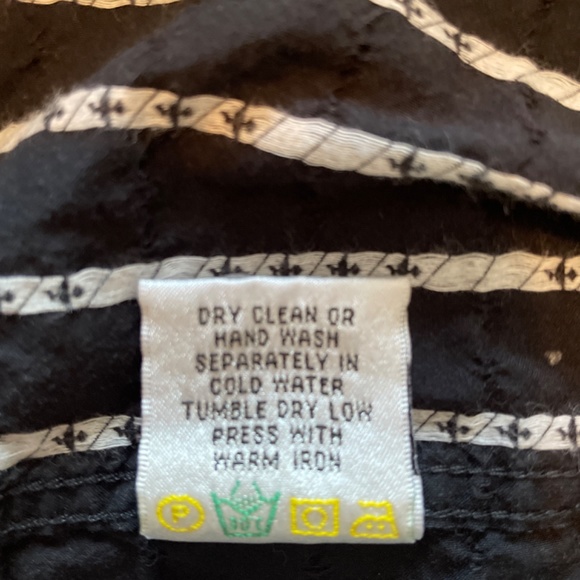 DRY CLEAN OR
HAND WASH
SEPARATELY IN
COLD WATER
TUMBLE DRY LOW
PRESS WITH
WARM IRON
P